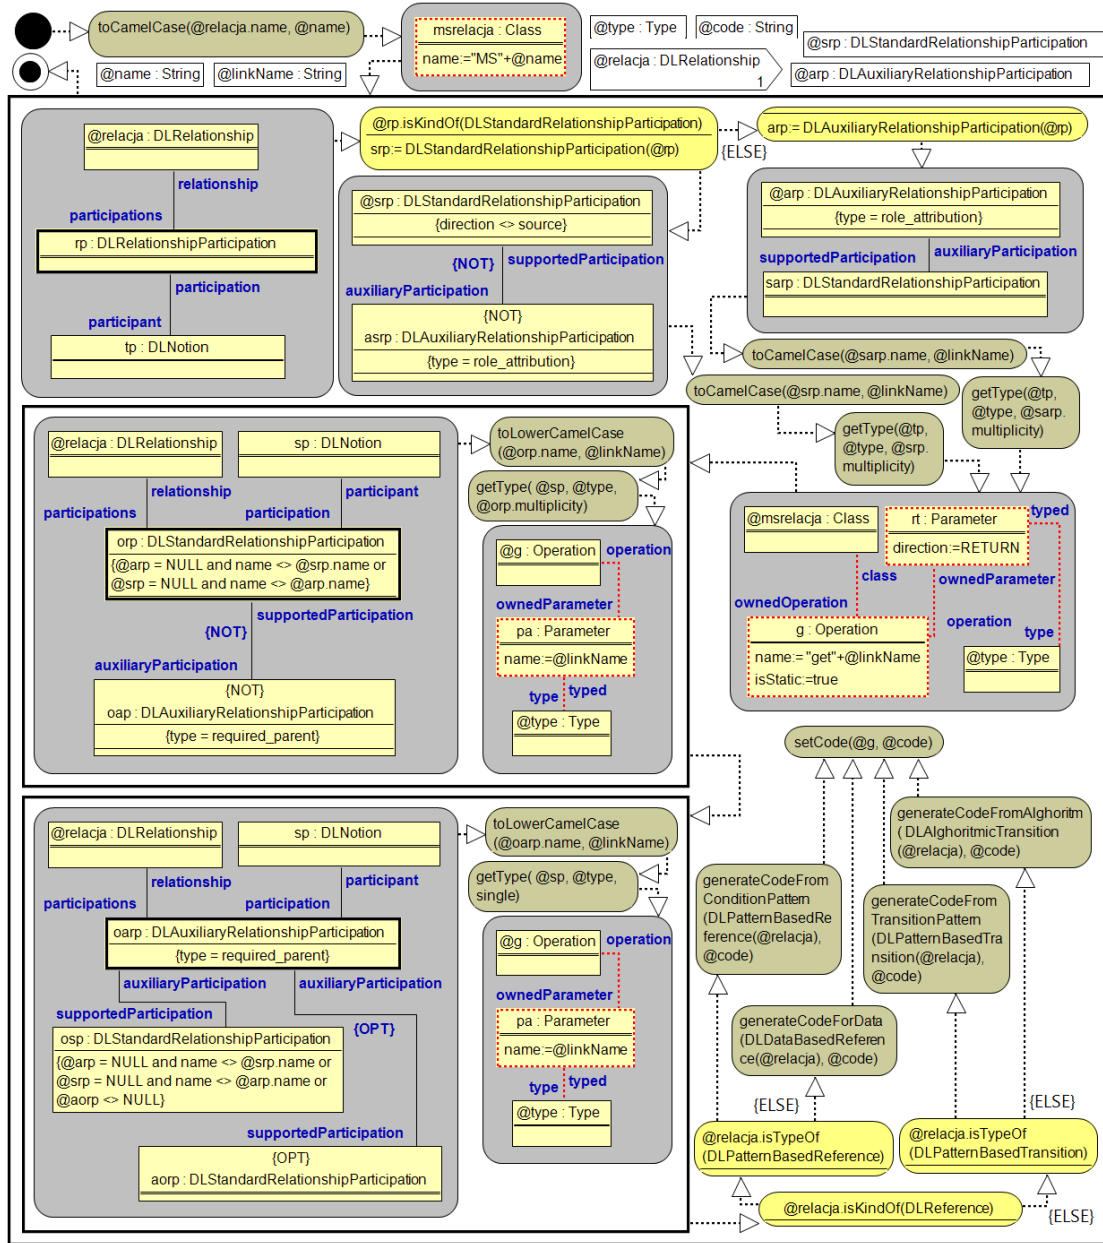 toCamelCase(@relacja.name, @name)
msrelacja : Class
name:="MS"+@name
@type : Type
@code : String
@srp : DLStandardRelationshipParticipation
@relacja : DLRelationship
1
@arp : DLAuxiliaryRelationshipParticipation
@name : String
@linkName : String
@relacja : DLRelationship
relationship
participations
rp : DLRelationshipParticipation
participation
participant
tp : DLNotion
@rp.isKindOf(DLStandardRelationshipParticipation)
srp:= DLStandardRelationshipParticipation(@rp)
{ELSE}
arp:= DLAuxiliaryRelationshipParticipation(@rp)
@srp : DLStandardRelationshipParticipation
{direction <> source}
{NOT}
supportedParticipation
auxiliaryParticipation
{NOT}
asrp : DLAuxiliaryRelationshipParticipation
{type = role_attribution}
@arp : DLAuxiliaryRelationshipParticipation
{type = role_attribution}
supportedParticipation
auxiliaryParticipation
sarp : DLStandardRelationshipParticipation
toCamelCase(@sarp.name, @linkName)
toCamelCase(@srp.name, @linkName)
getType(@tp,
@type, @sarp.
multiplicity)
getType(@tp,
@type, @srp.
multiplicity)
@relacja : DLRelationship
sp : DLNotion
relationship
participant
participations
participation
orp : DLStandardRelationshipParticipation
{@arp = NULL and name <> @srp.name or
@srp = NULL and name <> @arp.name}
supportedParticipation
{NOT}
auxiliaryParticipation
{NOT}
oap : DLAuxiliaryRelationshipParticipation
{type = required_parent}
toLowerCamelCase
(@orp.name, @linkName)
getType( @sp, @type,
@orp.multiplicity)
@g : Operation
operation
ownedParameter
pa : Parameter
name:=@linkName
type
typed
@type : Type
@msrelacja : Class
rt : Parameter
direction:=RETURN
typed
class
ownedParameter
ownedOperation
operation
g : Operation
name:= "get"+@linkName
isStatic:=true
type
@type : Type
setCode(@g, @code)
generateCodeFromAlghoritm
( DLAlghoritmicTransition
(@relacja), @code)
generateCodeFrom
ConditionPattern
(DLPatternBasedRe
ference(@relacja),
@code)
generateCodeFrom
TransitionPattern
(DLPatternBasedTra
nsition(@relacja),
@code)
generateCodeForData
(DLDataBasedReferen
ce(@relacja), @code)
{ELSE}
{ELSE}
@relacja.isTypeOf
(DLPatternBasedReference)
@relacja.isTypeOf
(DLPatternBasedTransition)
@relacja.isKindOf(DLReference)
{ELSE}
@relacja : DLRelationship
sp : DLNotion
relationship
participant
participations
participation
oarp : DLAuxiliaryRelationshipParticipation
{type = required_parent}
auxiliaryParticipation
auxiliaryParticipation
supportedParticipation
{OPT}
osp : DLStandardRelationshipParticipation
{@arp = NULL and name <> @srp.name or
@srp = NULL and name <> @arp.name or
@aorp <> NULL}
supportedParticipation
{OPT}
aorp : DLStandardRelationshipParticipation
toLowerCamelCase
(@oarp.name, @linkName)
getType( @sp, @type,
single)
@g : Operation
operation
ownedParameter
pa : Parameter
name:=@linkName
type
typed
@type : Type